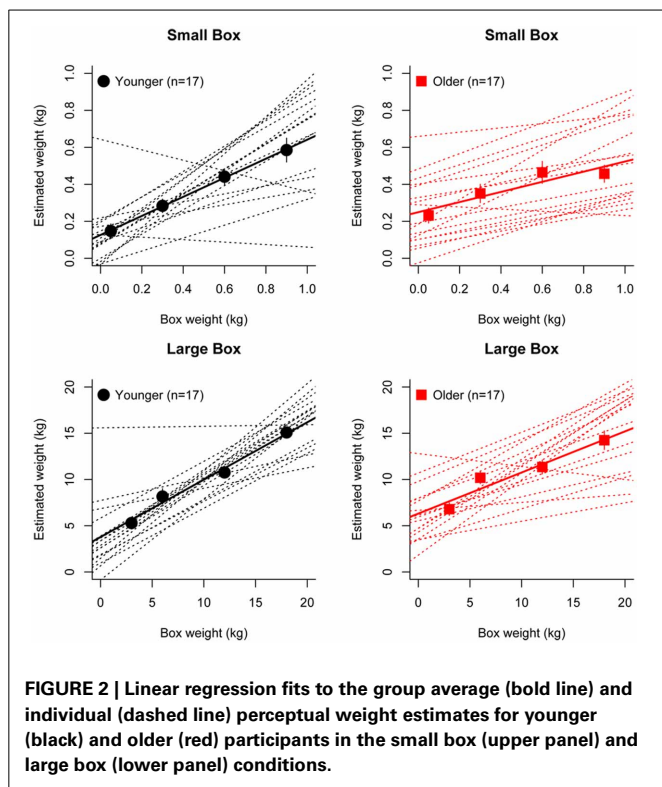 Small Box
Younger (n=17)
Estimated weight (kg)
1.0
0.8
0.6
0.4
0.2
0.0
0.0 0.2 0.4 0.6 0.8 1.0
Box weight (kg)
Small Box
Older (n=17)
Estimated weight (kg)
1.0
0.8
0.6
0.4
0.2
0.0
0.0 0.2 0.4 0.6 0.8 1.0
Box weight (kg)
Large Box
Younger (n=17)
Estimated weight (kg)
20
15
10
5
0
0 5 10 15 20
Box weight (kg)
Large Box
Older (n=17)
Estimated weight (kg)
20
15
10
5
0
0 5 10 15 20
Box weight (kg)
FIGURE 2 | Linear regression fits to the group average (bold line) and
individual (dashed line) perceptual weight estimates for younger
(black) and older (red) participants in the small box (upper panel) and
large box (lower panel) conditions.